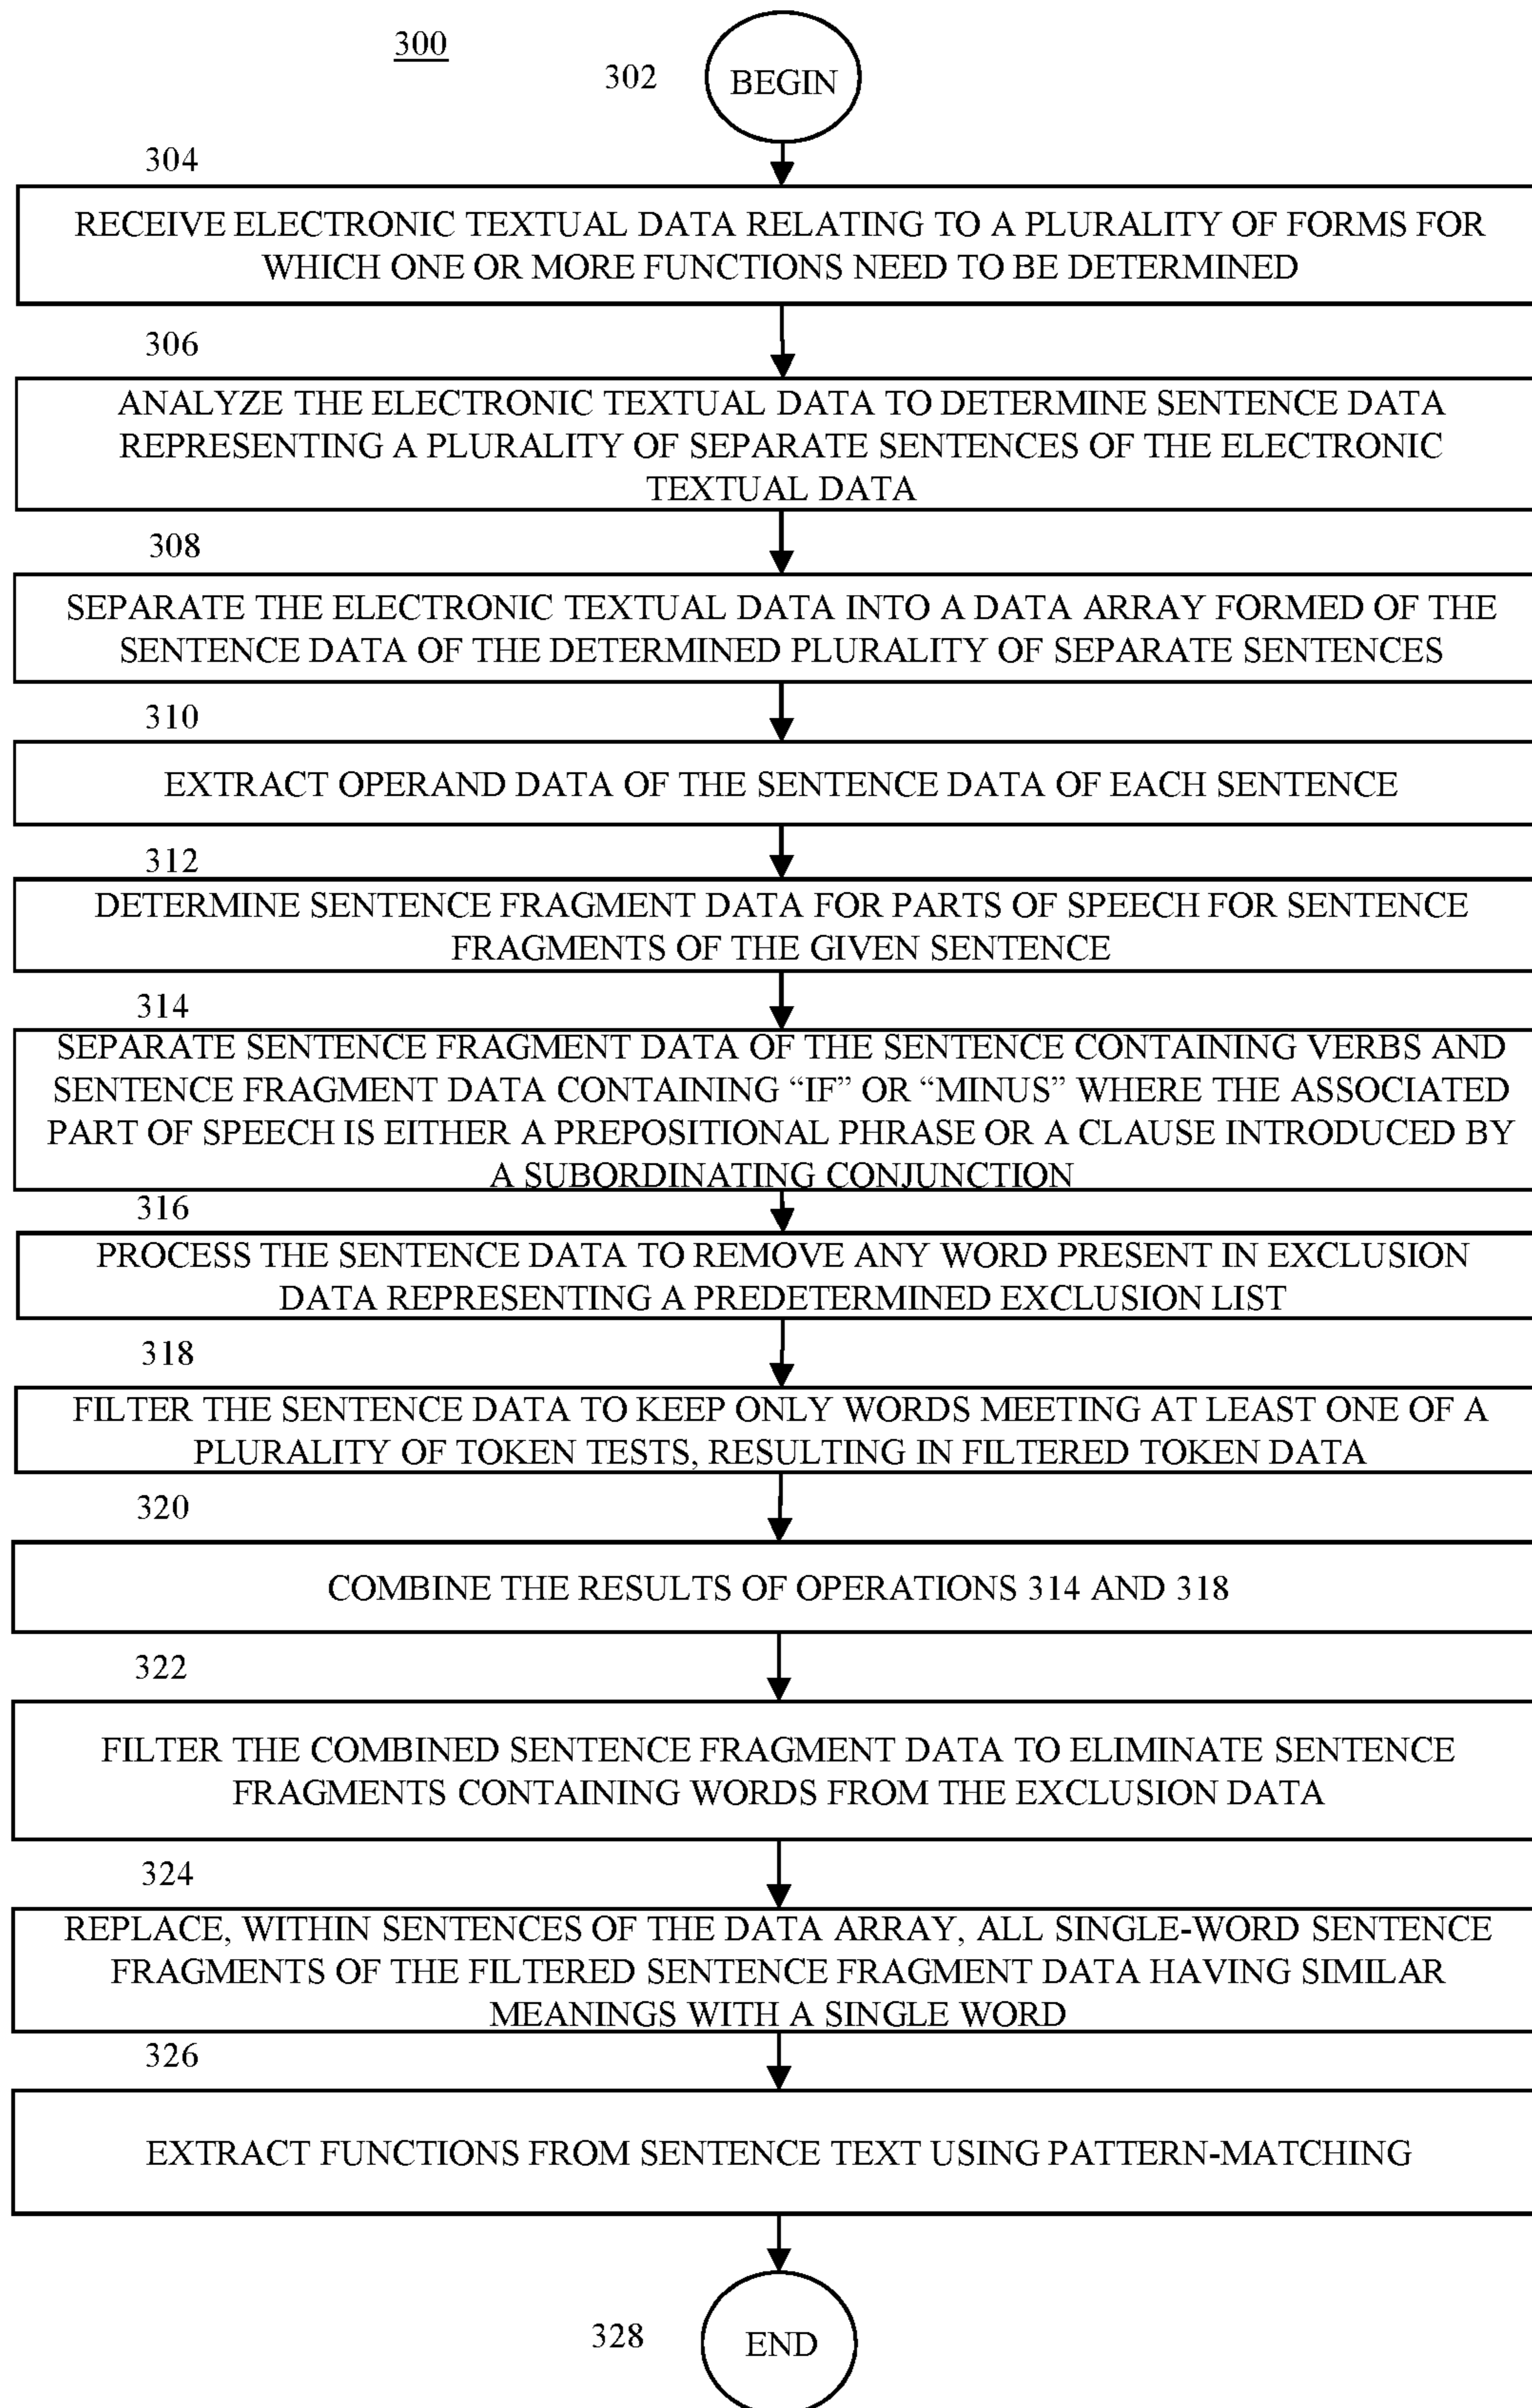 300
302
BEGIN
304
RECEIVE ELECTRONIC TEXTUAL DATA RELATING TO A PLURALITY OF FORMS FOR
WHICH ONE OR MORE FUNCTIONS NEED TO BE DETERMINED
306
ANALYZE THE ELECTRONIC TEXTUAL DATA TO DETERMINE SENTENCE DATA
REPRESENTING A PLURALITY OF SEPARATE SENTENCES OF THE ELECTRONIC
TEXTUAL DATA
308
SEPARATE THE ELECTRONIC TEXTUAL DATA INTO A DATA ARRAY FORMED OF THE
SENTENCE DATA OF THE DETERMINED PLURALITY OF SEPARATE SENTENCES
310
EXTRACT OPERAND DATA OF THE SENTENCE DATA OF EACH SENTENCE
312
DETERMINE SENTENCE FRAGMENT DATA FOR PARTS OF SPEECH FOR SENTENCE
FRAGMENTS OF THE GIVEN SENTENCE
314
SEPARATE SENTENCE FRAGMENT DATA OF THE SENTENCE CONTAINING VERBS AND
SENTENCE FRAGMENT DATA CONTAINING “IF” OR “MINUS” WHERE THE ASSOCIATED
PART OF SPEECH IS EITHER A PREPOSITIONAL PHRASE OR A CLAUSE INTRODUCED BY
A SUBORDINATING CONJUNCTION
316
PROCESS THE SENTENCE DATA TO REMOVE ANY WORD PRESENT IN EXCLUSION
DATA REPRESENTING A PREDETERMINED EXCLUSION LIST
318
FILTER THE SENTENCE DATA TO KEEP ONLY WORDS MEETING AT LEAST ONE OF A
PLURALITY OF TOKEN TESTS, RESULTING IN FILTERED TOKEN DATA
320
COMBINE THE RESULTS OF OPERATIONS 314 AND 318
322
FILTER THE COMBINED SENTENCE FRAGMENT DATA TO ELIMINATE SENTENCE
FRAGMENTS CONTAINING WORDS FROM THE EXCLUSION DATA
324
REPLACE, WITHIN SENTENCES OF THE DATA ARRAY, ALL SINGLE-WORD SENTENCE
FRAGMENTS OF THE FILTERED SENTENCE FRAGMENT DATA HAVING SIMILAR
MEANINGS WITH A SINGLE WORD
326
EXTRACT FUNCTIONS FROM SENTENCE TEXT USING PATTERN-MATCHING
328
END